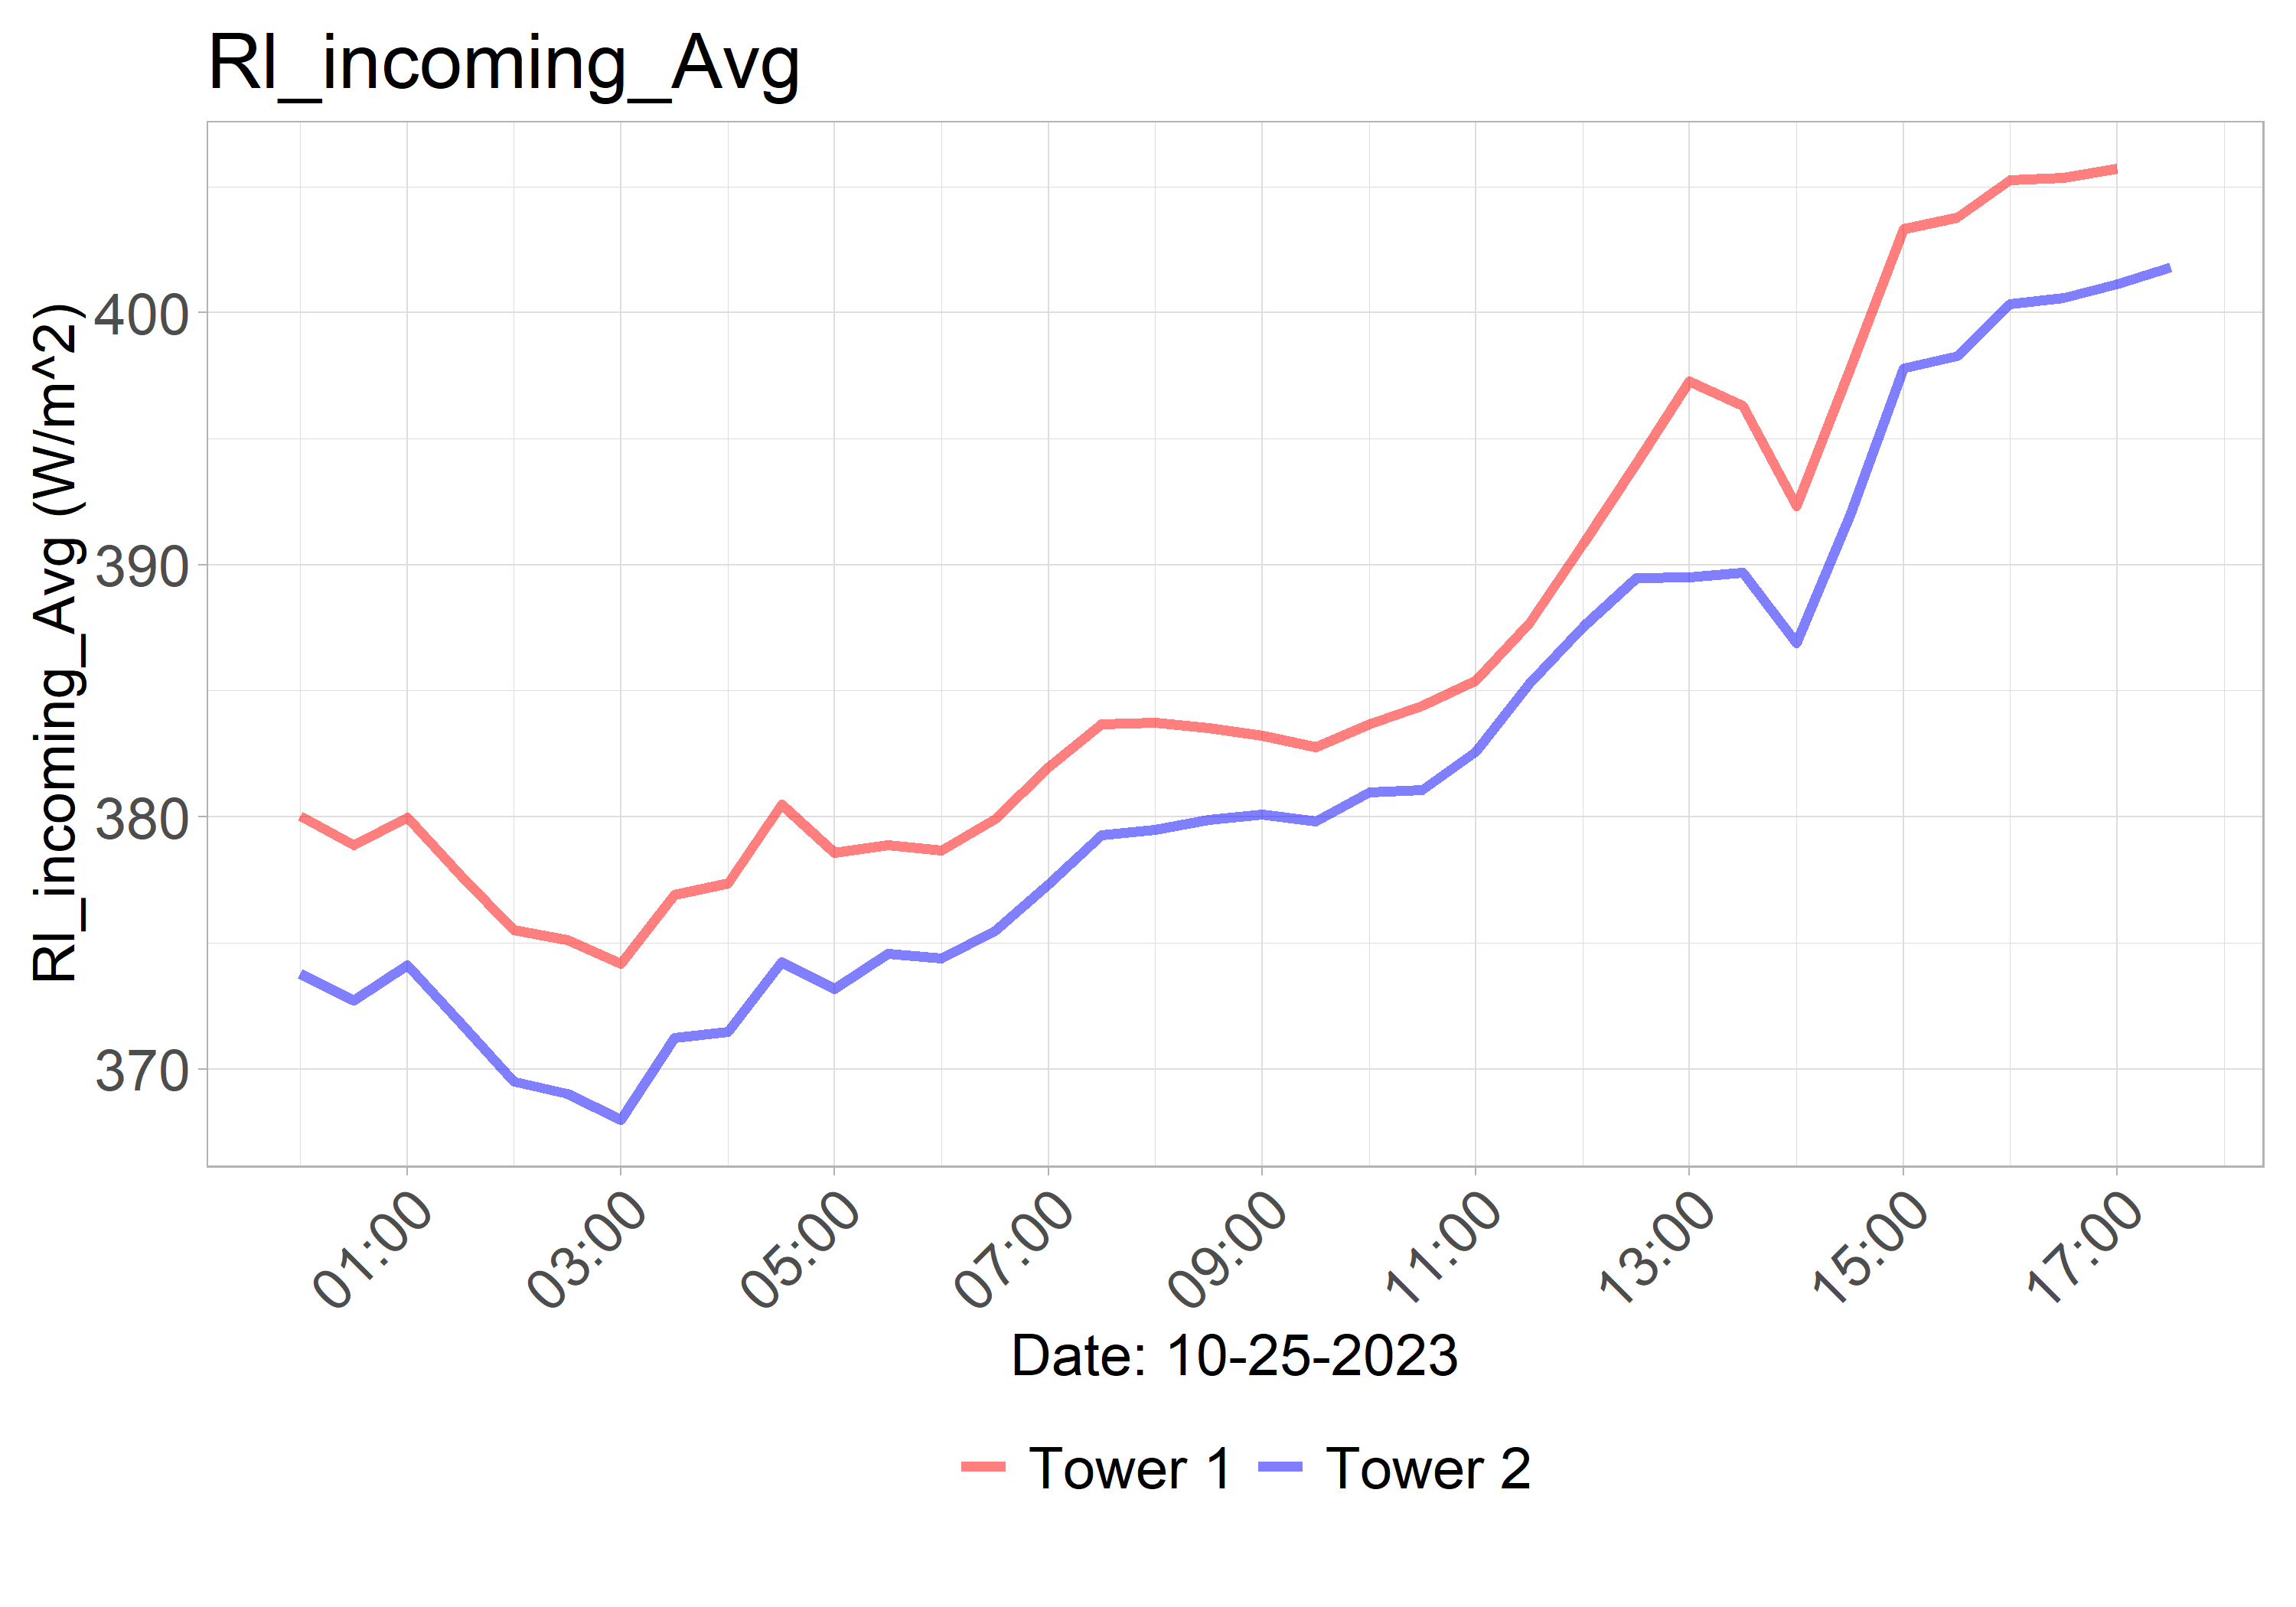 Rl_incoming_Avg
Rl_incoming_Avg (W/m^2)
400
390
380
370
01:00
03:00
05:00
07:00
09:00
11:00
13:00
15:00
17:00
Date: 10-25-2023
Tower 1
Tower 2